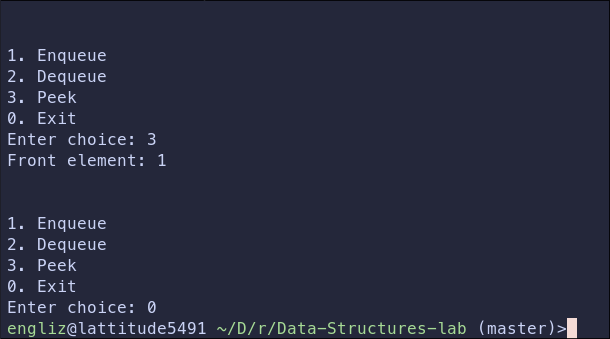 1. Enqueue
2. Dequeue
3. Peek
0. Exit
Enter choice: 3
Front element: 1
1. Enqueue
2. Dequeue
3. Peek
0. Exit
Enter choice: 0
engliz@lattitude5491 ~/D/r/Data-Structures-lab (master)>